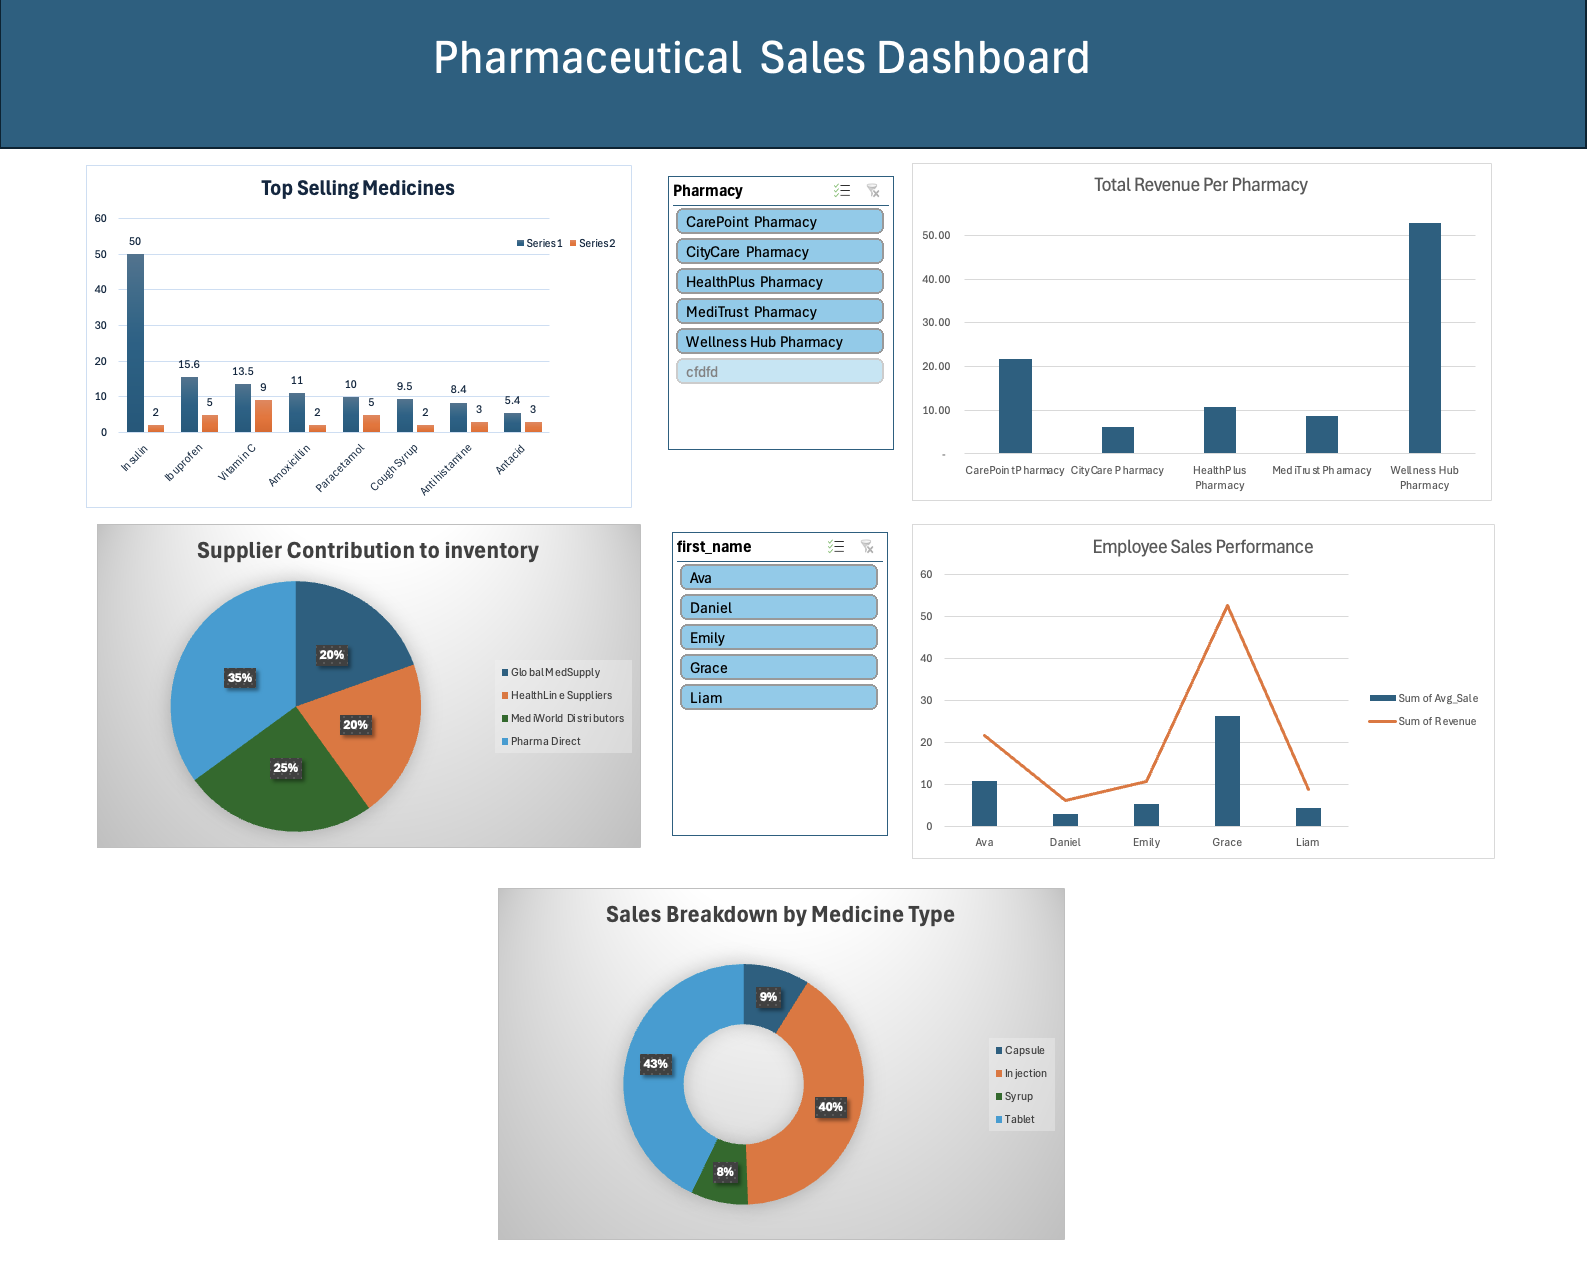 Pharmaceutical Sales Dashboard
Top Selling Medicines
60
50
40
30
20
10
0
Series1 Series2
50
2
15.6
5
13.5
9
11
2
10
5
9.5
2
8.4
3
5.4
3
Insulin
Ibuprofen
Vitamin C
Amoxicillin
Paracetamol
Cough Syrup
Antihistamine
Antacid
Pharmacy
CarePoint Pharmacy
CityCare Pharmacy
HealthPlus Pharmacy
MediTrust Pharmacy
Wellness Hub Pharmacy
cfdfd
Total Revenue Per Pharmacy
50.00
40.00
30.00
20.00
10.00
-
CarePoint Pharmacy
CityCare Pharmacy
HealthPlus
Pharmacy
MediTrust Pharmacy
Wellness Hub
Pharmacy
Supplier Contribution to inventory
20%
20%
25%
35%
Global MedSupply
HealthLine Suppliers
MediWorld Distributors
Pharma Direct
first_name
Ava
Daniel
Emily
Grace
Liam
Employee Sales Performance
60
50
40
30
20
10
0
Ava
Daniel
Emily
Grace
Liam
Sum of Avg_Sale
Sum of Revenue
Sales Breakdown by Medicine Type
9%
40%
8%
43%
Capsule
Injection
Syrup
Tablet